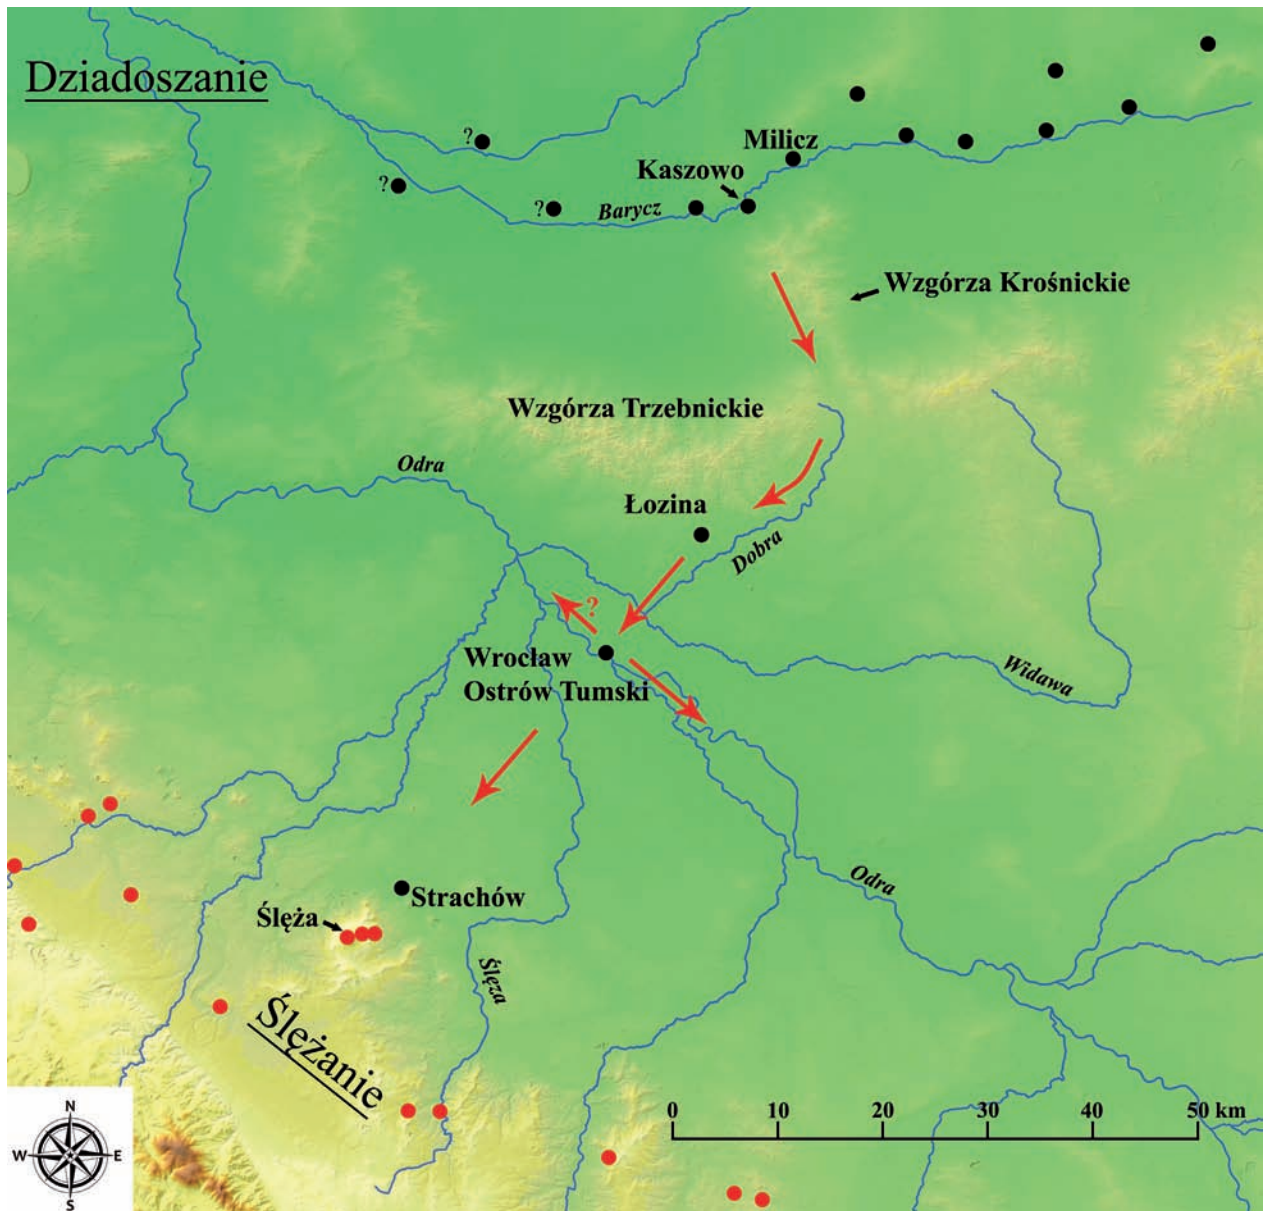 Dziadoszanie
?
Milicz
Kaszowo
?
?
Barycz
Wzgórza Krośnickie
Wzgórza Trzebnickie
Odra
Łozina
Dobra
?
Wrocław
Ostrów Tumski
Widawa
Odra
Strachów
Ślęża
Ślęza
Ślężanie
0 10 20 30 40 50 km
N
W E
S